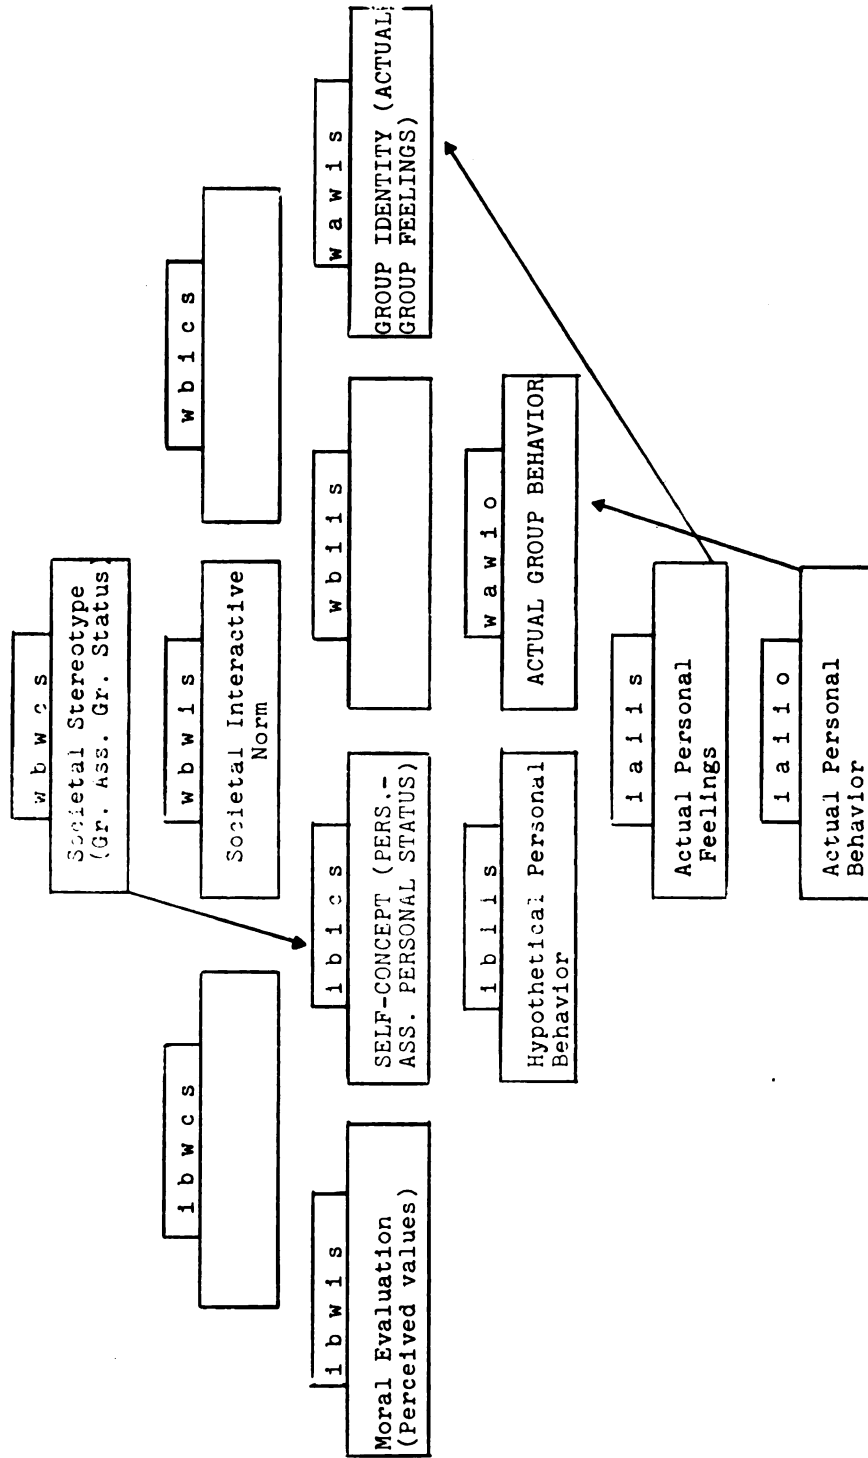 w b w c s
Societal Stereotype
(Gr. Ass. Gr. Status)
i b w c s
w b w i s
Societal Interactive
Norm
w b i c s
i b w i s
Moral Evaluation
(Perceived values)
i b i c s
SELF-CONCEPT (PERS.-
ASS. PERSONAL STATUS)
w b i i s
w a w i s
GROUP IDENTITY (ACTUAL
GROUP FEELINGS)
i b i i s
Hypothetical Personal
Behavior
w a w i o
ACTUAL GROUP BEHAVIOR
i a i i s
Actual Personal
Feelings
i a i i o
Actual Personal
Behavior